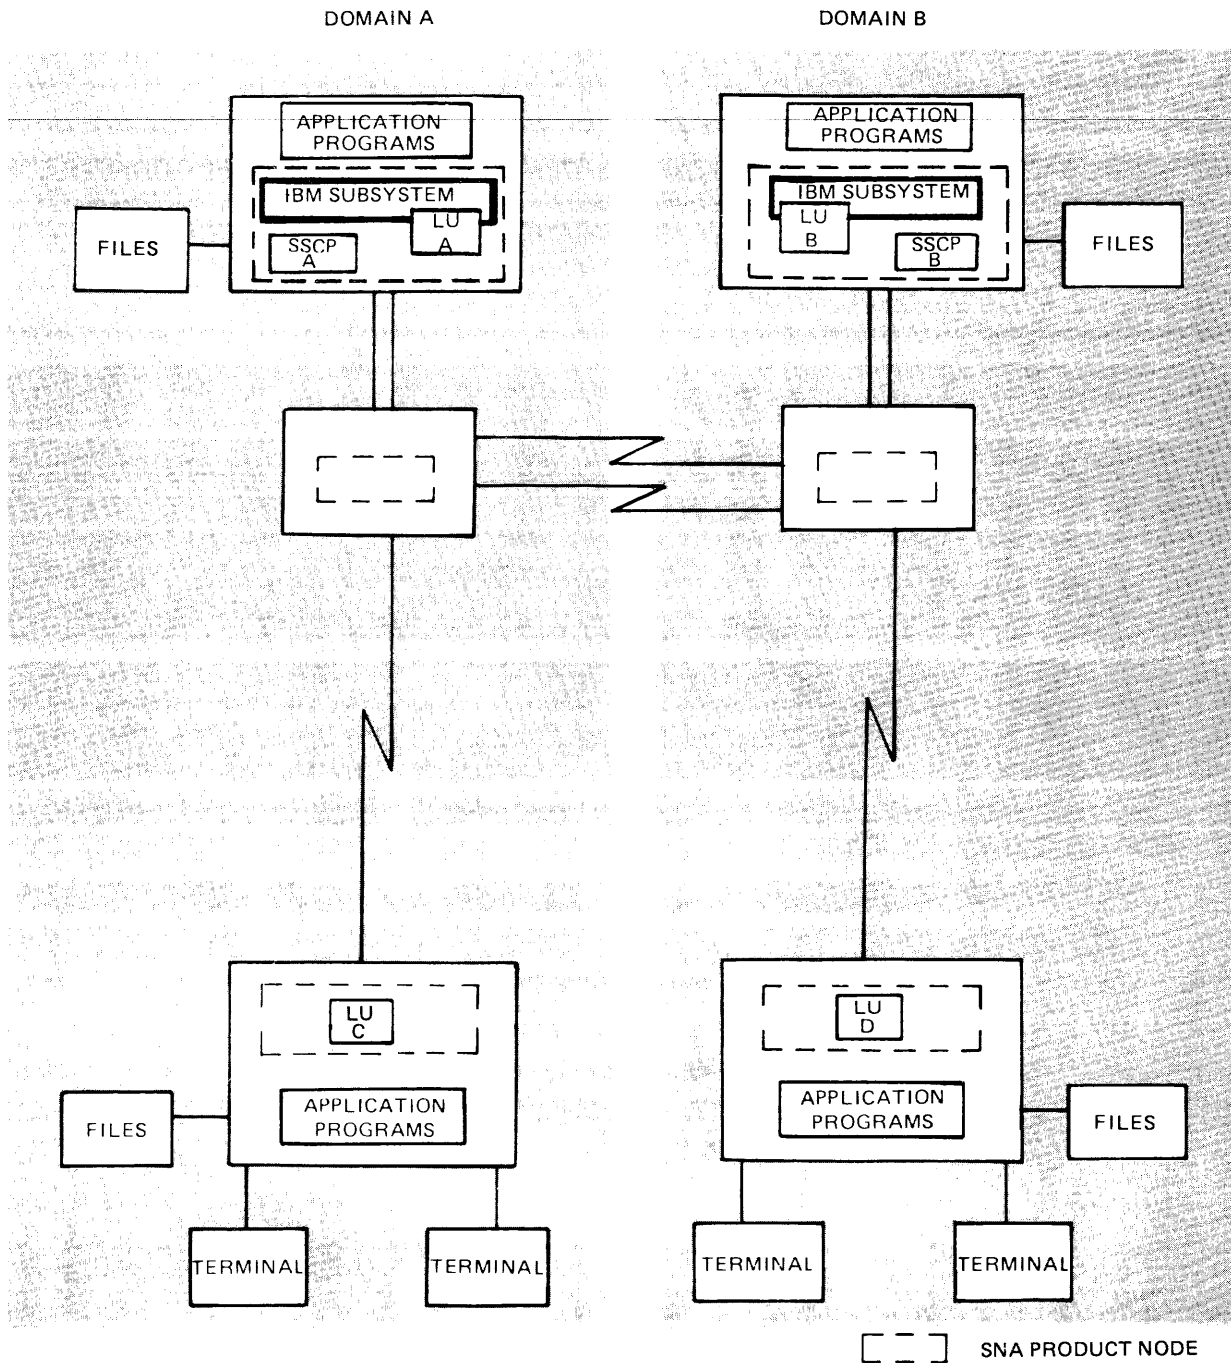 DOMAIN A
DOMAIN B
APPLICATION
PROGRAMS
IBM SUBSYSTEM
LU
A
SSCP
A
FILES
APPLICATION
PROGRAMS
IBM SUBSYSTEM
LU
B
SSCP
B
FILES
LU
C
APPLICATION
PROGRAMS
FILES
TERMINAL
TERMINAL
LU
D
APPLICATION
PROGRAMS
FILES
TERMINAL
TERMINAL
SNA PRODUCT NODE